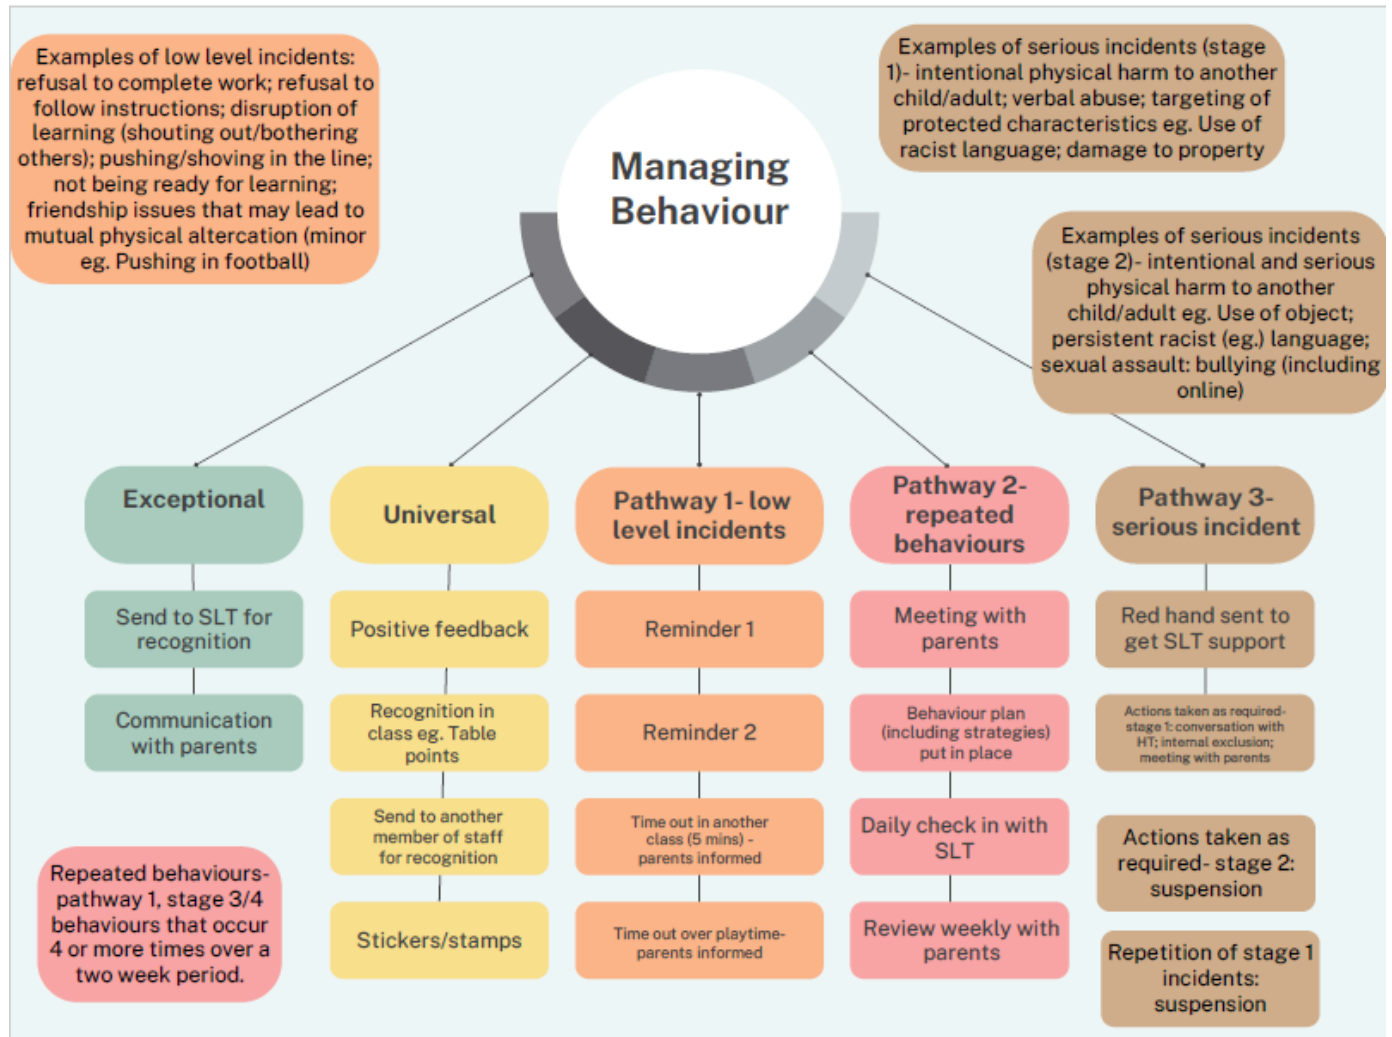 Examples of low level incidents:
refusal to complete work; refusal to
follow instructions; disruption of
learning (shouting out/bothering
others); pushing/shoving in the line;
not being ready for learning;
friendship issues that may lead to
mutual physical altercation (minor
eg. Pushing in football)
Managing
Behaviour
Examples of serious incidents (stage
1)- intentional physical harm to another
child/adult; verbal abuse; targeting of
protected characteristics eg. Use of
racist language; damage to property
Examples of serious incidents
(stage 2)- intentional and serious
physical harm to another
child/adult eg. Use of object;
persistent racist (eg.) language;
sexual assault: bullying (including
online)
Exceptional
Send to SLT for
recognition
Communication
with parents
Universal
Positive feedback
Recognition in
class eg. Table
points
Send to another
member of staff
for recognition
Stickers/stamps
Pathway 1- low
level incidents
Reminder 1
Reminder 2
Time out in another
class (5 mins) -
parents informed
Time out over playtime-
parents informed
Pathway 2-
repeated
behaviours
Meeting with
parents
Behaviour plan
(including strategies)
put in place
Daily check in with
SLT
Review weekly with
parents
Pathway 3-
serious incident
Red hand sent to
get SLT support
Actions taken as required-
stage 1: conversation with
HT; internal exclusion;
meeting with parents
Actions taken as
required- stage 2:
suspension
Repetition of stage 1
incidents:
suspension
Repeated behaviours-
pathway 1, stage 3/4
behaviours that occur
4 or more times over a
two week period.